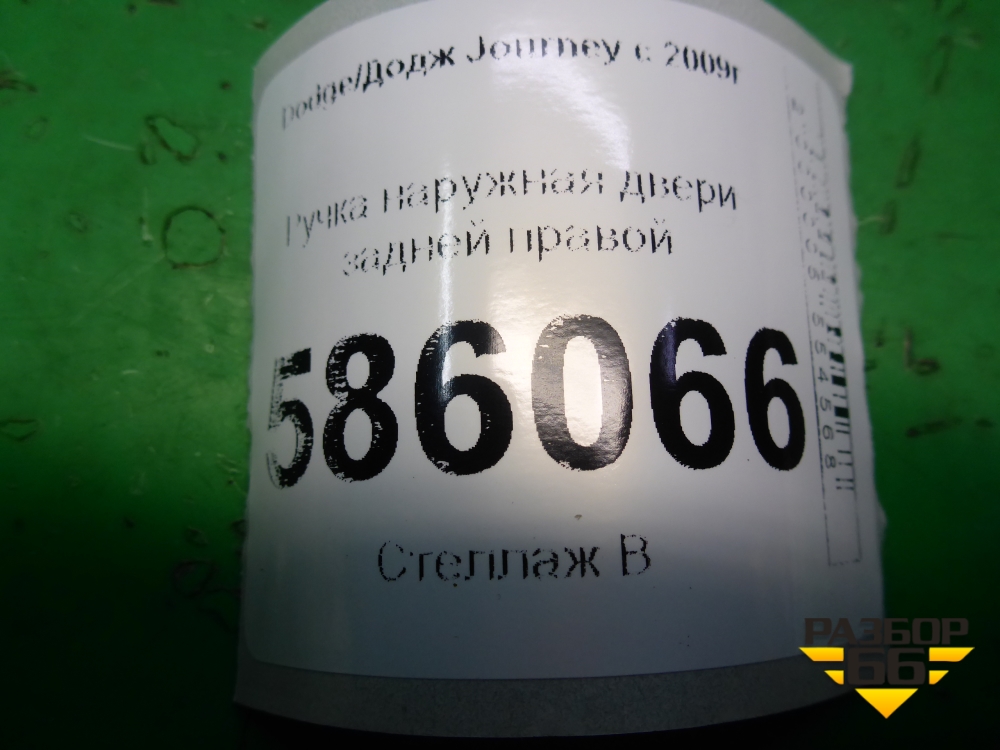 Dodge/Додж Journey с 2009г
Ручка наружная двери
задней правой
586066
Стеллаж В
РАЗБОР
66